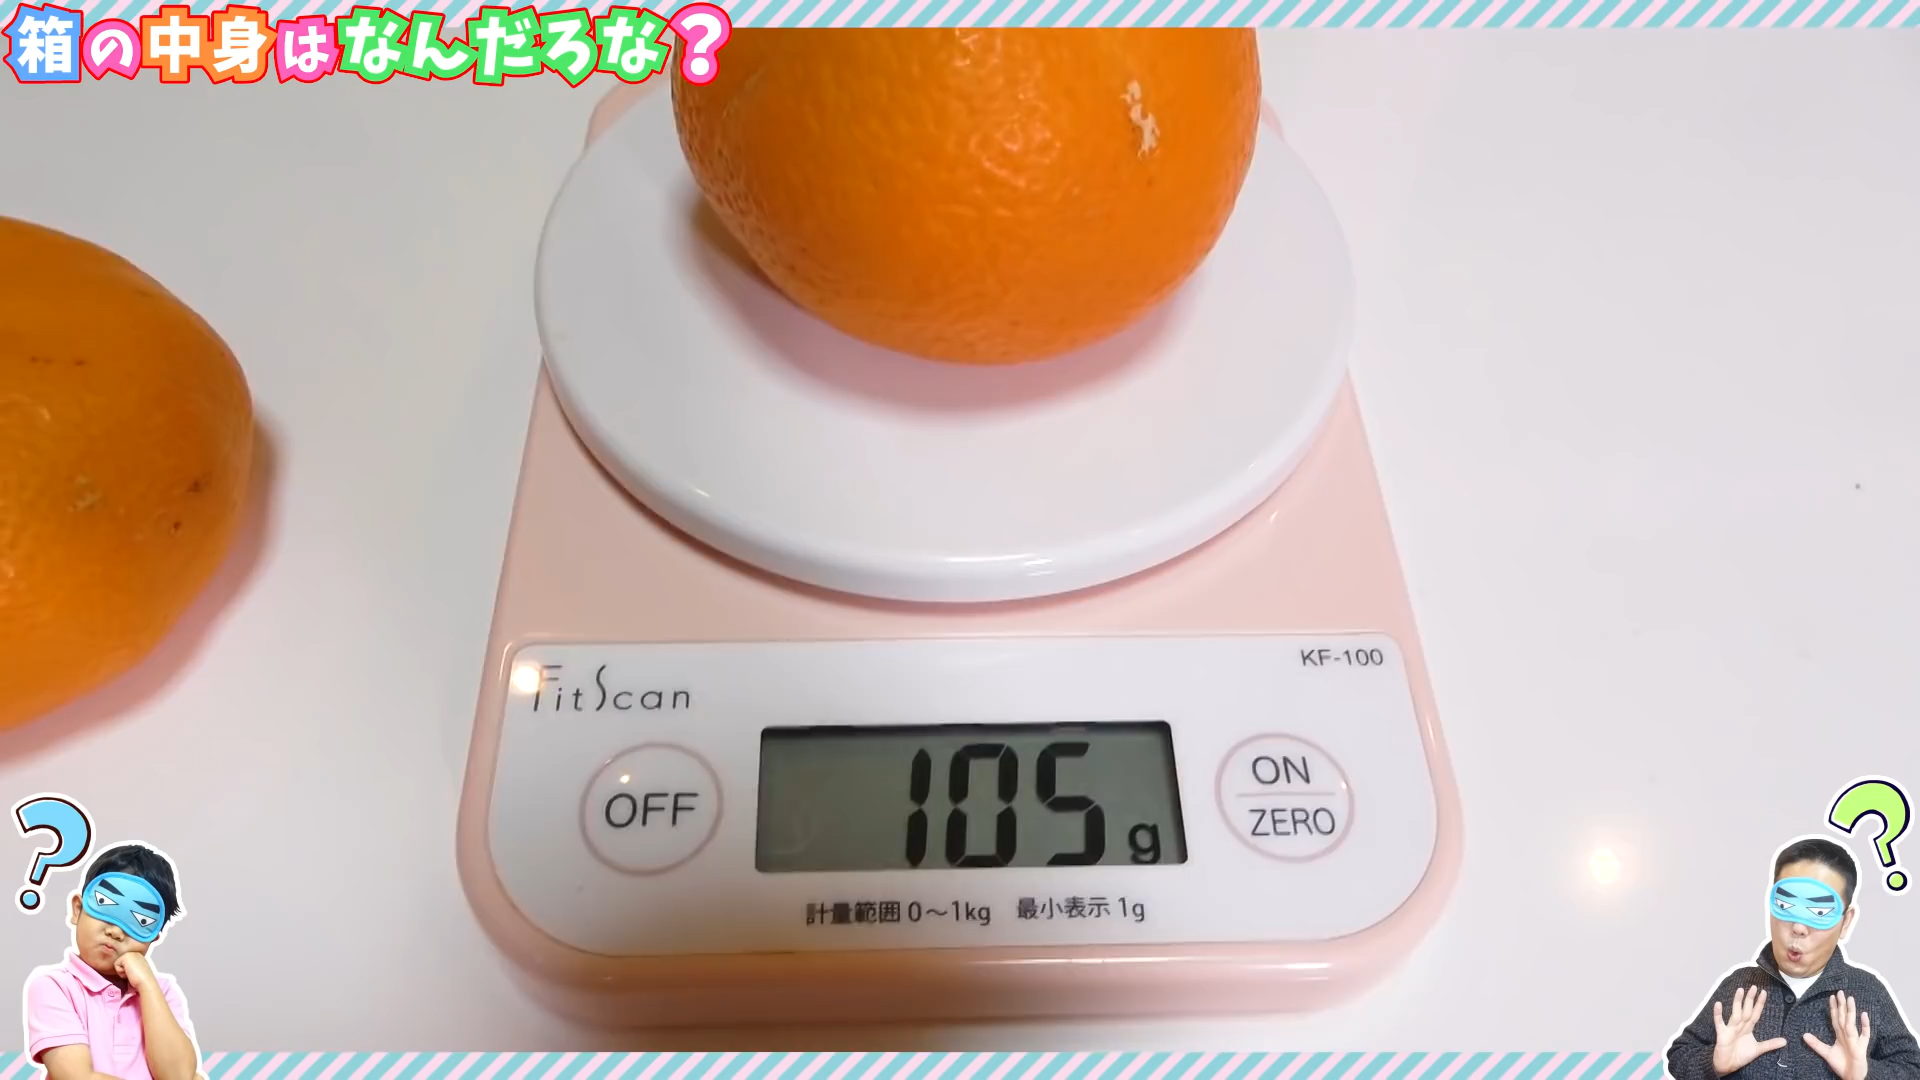 箱の中身はなんだろな?
KF-100
FitScan
OFF
105g
ON
ZERO
計量範囲 0〜1kg 最小表示 1g